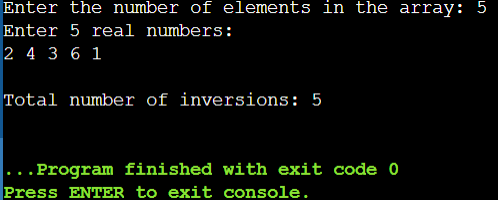 Enter the number of elements in the array: 5
Enter 5 real numbers:
2 4 3 6 1
Total number of inversions: 5
...Program finished with exit code 0
Press ENTER to exit console.